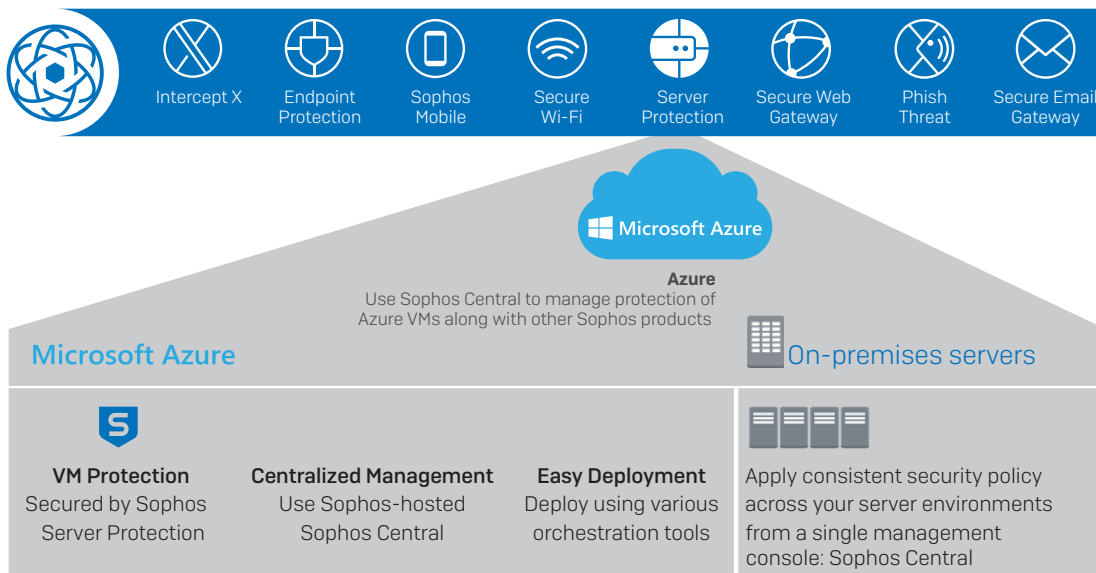 Intercept X
Endpoint
Protection
Sophos
Mobile
Secure
Wi-Fi
Server
Protection
Secure Web
Gateway
Phish
Threat
Secure Email
Gateway
Microsoft Azure
Azure
Use Sophos Central to manage protection of
Azure VMs along with other Sophos products
Microsoft Azure
On-premises servers
S
VM Protection
Secured by Sophos
Server Protection
Centralized Management
Use Sophos-hosted
Sophos Central
Easy Deployment
Deploy using various
orchestration tools
Apply consistent security policy
across your server environments
from a single management
console: Sophos Central